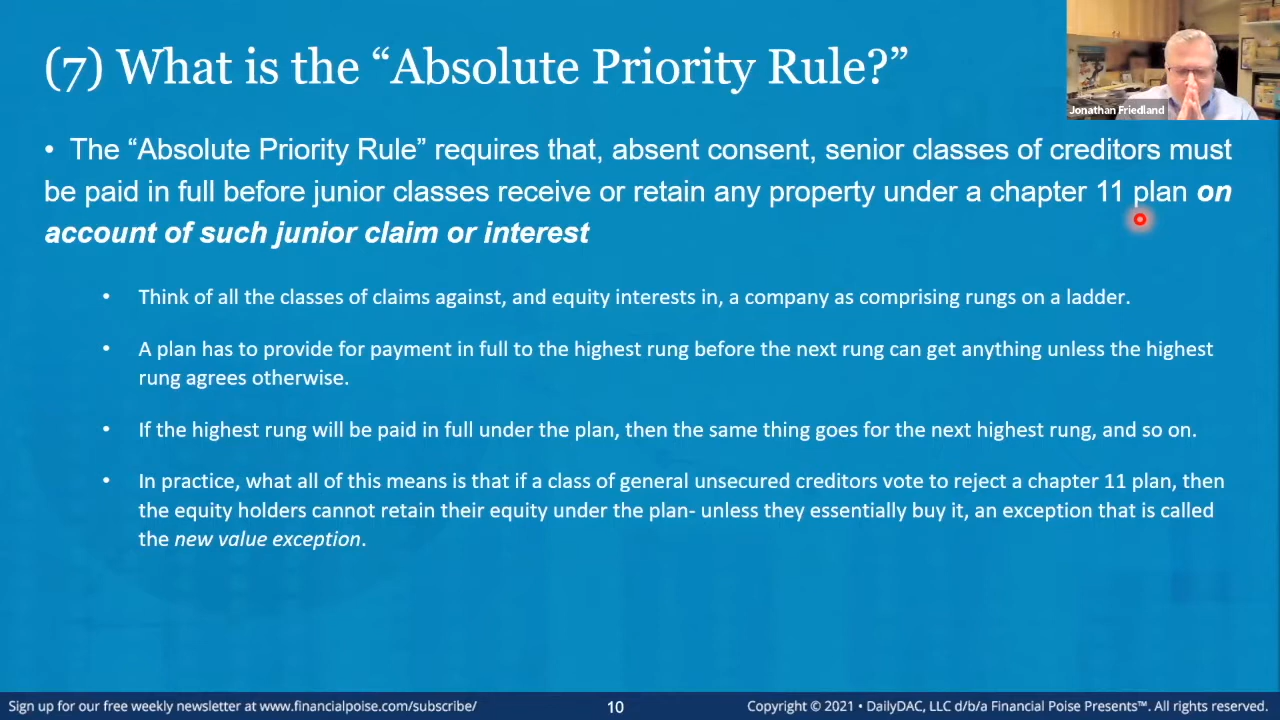 (7) What is the “Absolute Priority Rule?”
Jonathan Friedland
• The “Absolute Priority Rule” requires that, absent consent, senior classes of creditors must
be paid in full before junior classes receive or retain any property under a chapter 11 plan on
account of such junior claim or interest
• Think of all the classes of claims against, and equity interests in, a company as comprising rungs on a ladder.
• A plan has to provide for payment in full to the highest rung before the next rung can get anything unless the highest
rung agrees otherwise.
• If the highest rung will be paid in full under the plan, then the same thing goes for the next highest rung, and so on.
• In practice, what all of this means is that if a class of general unsecured creditors vote to reject a chapter 11 plan, then
the equity holders cannot retain their equity under the plan- unless they essentially buy it, an exception that is called
the new value exception.
Sign up for our free weekly newsletter at www.financialpoise.com/subscribe/
10
Copyright © 2021 • DailyDAC, LLC d/b/a Financial Poise Presents™. All rights reserved.